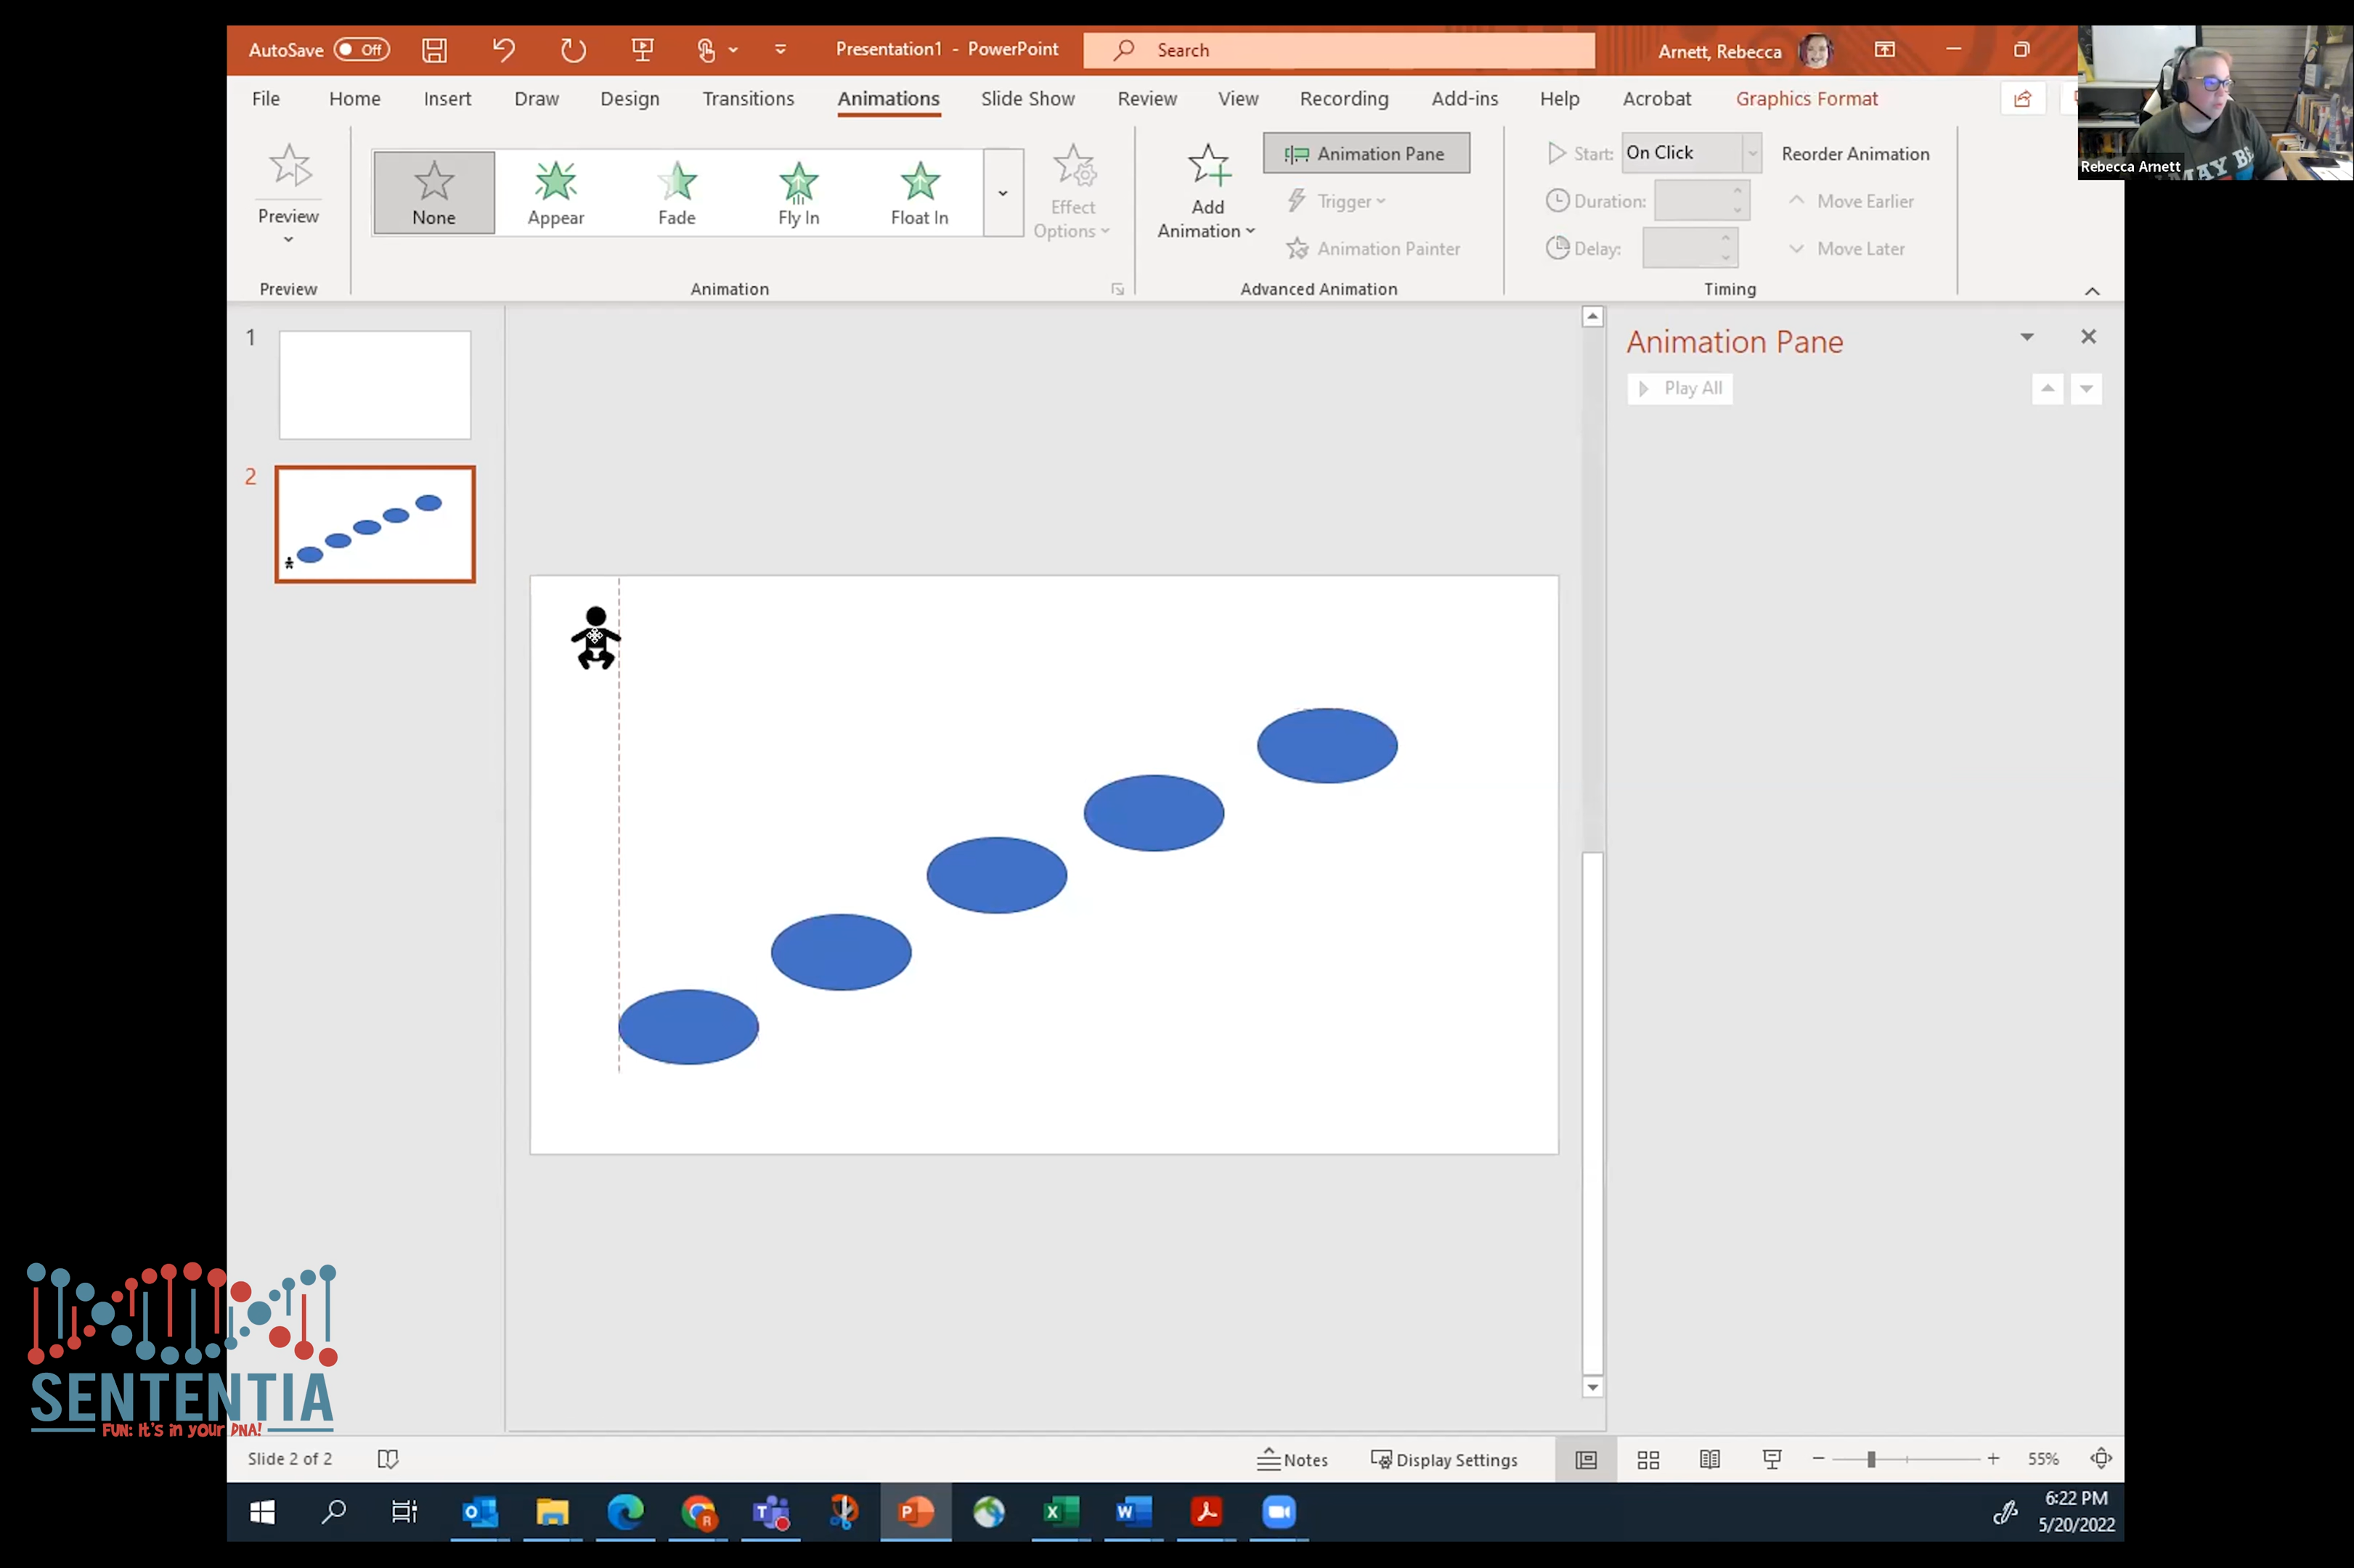 AutoSave Off Presentation1 - PowerPoint Search Arnett, Rebecca
File Home Insert Draw Design Transitions Animations Slide Show Review View Recording Add-ins Help Acrobat Graphics Format
Rebecca Arnett
Preview
None Appear Fade Fly In Float In
Effect Options
Add Animation
Animation Pane
Trigger
Animation Painter
Start: On Click
Duration:
Delay:
Reorder Animation
Move Earlier
Move Later
Preview Animation Advanced Animation Timing
1
2
Animation Pane
Play All
SENTENTIA
FUN: It's in your DNA!
Slide 2 of 2 Notes Display Settings 55%
6:22 PM
5/20/2022